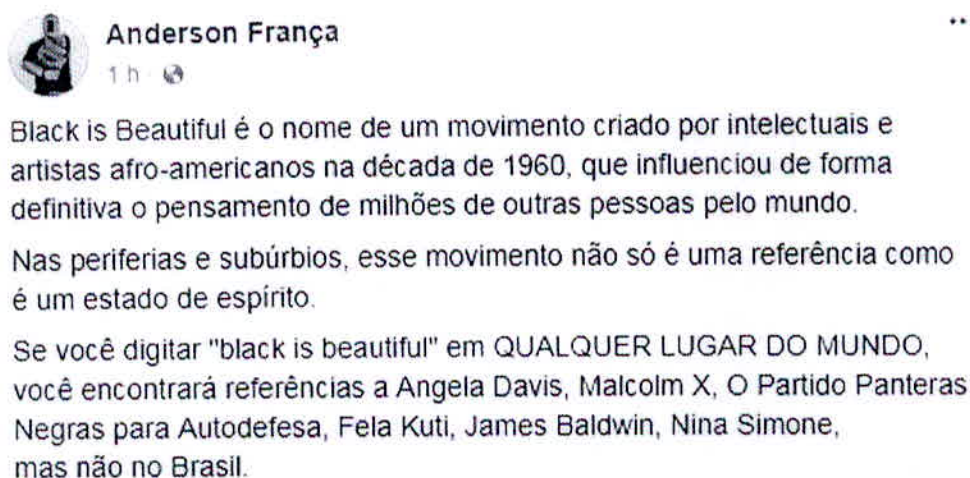 Anderson França
1 h
Black is Beautiful é o nome de um movimento criado por intelectuais e
artistas afro-americanos na década de 1960, que influenciou de forma
definitiva o pensamento de milhões de outras pessoas pelo mundo.
Nas periferias e subúrbios, esse movimento não só é uma referência como
é um estado de espírito.
Se você digitar "black is beautiful" em QUALQUER LUGAR DO MUNDO,
você encontrará referências a Angela Davis, Malcolm X, O Partido Panteras
Negras para Autodefesa, Fela Kuti, James Baldwin, Nina Simone,
mas não no Brasil.